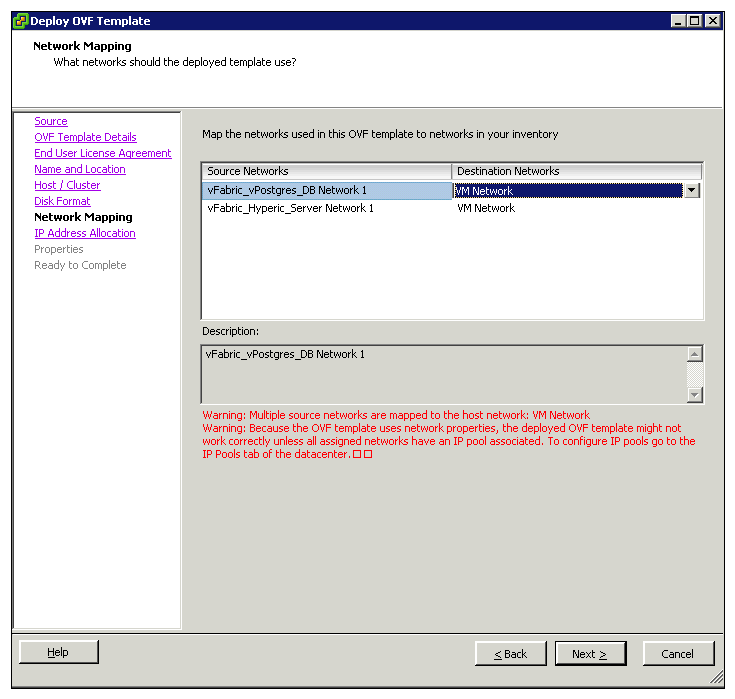 Deploy OVF Template
Network Mapping
What networks should the deployed template use?
Source
OVF Template Details
End User License Agreement
Name and Location
Host / Cluster
Disk Format
Network Mapping
IP Address Allocation
Properties
Ready to Complete
Map the networks used in this OVF template to networks in your inventory
Source Networks Destination Networks
vFabric_vPostgres_DB Network 1 VM Network
vFabric_Hyperic_Server Network 1 VM Network
Description:
vFabric_vPostgres_DB Network 1
Warning: Multiple source networks are mapped to the host network: VM Network
Warning: Because the OVF template uses network properties, the deployed OVF template might not
work correctly unless all assigned networks have an IP pool associated. To configure IP pools go to the
IP Pools tab of the datacenter.
Help
< Back
Next >
Cancel